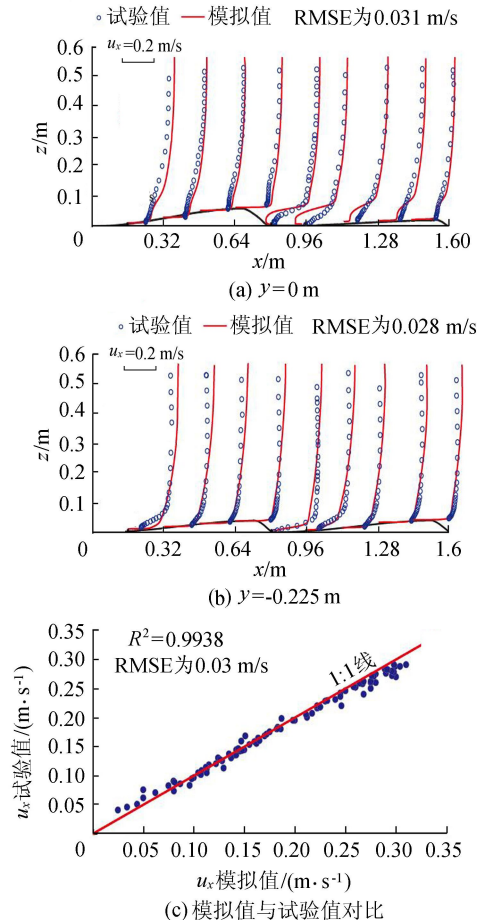 试验值 模拟值 RMSE为0.031 m/s
uₓ=0.2 m/s
0.6
0.5
0.4
0.3
0.2
0.1
z/m
0 0.32 0.64 0.96 1.28 1.60
x/m
(a) y=0 m
试验值 模拟值 RMSE为0.028 m/s
uₓ=0.2 m/s
0.6
0.5
0.4
0.3
0.2
0.1
z/m
0 0.32 0.64 0.96 1.28 1.6
x/m
(b) y=-0.225 m
R²=0.9938
RMSE为0.03 m/s
1:1线
0.35
0.30
0.25
0.20
0.15
0.10
0.05
uₓ试验值/(m·s⁻¹)
0 0.05 0.10 0.15 0.20 0.25 0.30 0.35
uₓ模拟值/(m·s⁻¹)
(c) 模拟值与试验值对比